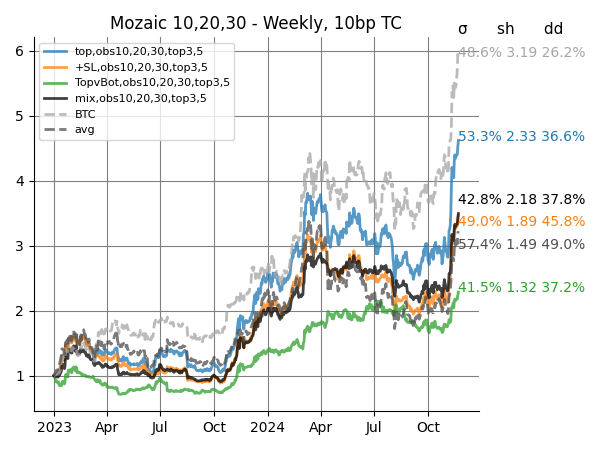 Mozaic 10,20,30 - Weekly, 10bp TC
σ sh dd
top,obs10,20,30,top3,5
+SL,obs10,20,30,top3,5
TopvBot,obs10,20,30,top3,5
mix,obs10,20,30,top3,5
BTC
avg
48.6% 3.19 26.2%
53.3% 2.33 36.6%
42.8% 2.18 37.8%
49.0% 1.89 45.8%
57.4% 1.49 49.0%
41.5% 1.32 37.2%
6
5
4
3
2
1
2023 Apr Jul Oct 2024 Apr Jul Oct